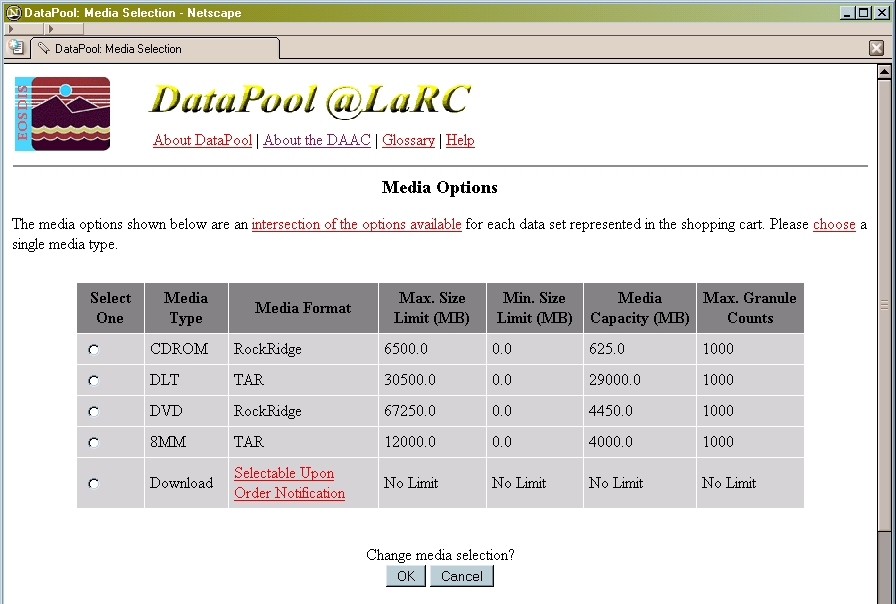 DataPool: Media Selection - Netscape
DataPool: Media Selection
EOSDIS
DataPool @LaRC
About DataPool | About the DAAC | Glossary | Help
Media Options
The media options shown below are an intersection of the options available for each data set represented in the shopping cart. Please choose a
single media type.
Select One Media Type Media Format Max. Size Limit (MB) Min. Size Limit (MB) Media Capacity (MB) Max. Granule Counts
CDROM RockRidge 6500.0 0.0 625.0 1000
DLT TAR 30500.0 0.0 29000.0 1000
DVD RockRidge 67250.0 0.0 4450.0 1000
8MM TAR 12000.0 0.0 4000.0 1000
Download Selectable Upon Order Notification No Limit No Limit No Limit No Limit
Change media selection?
OK Cancel